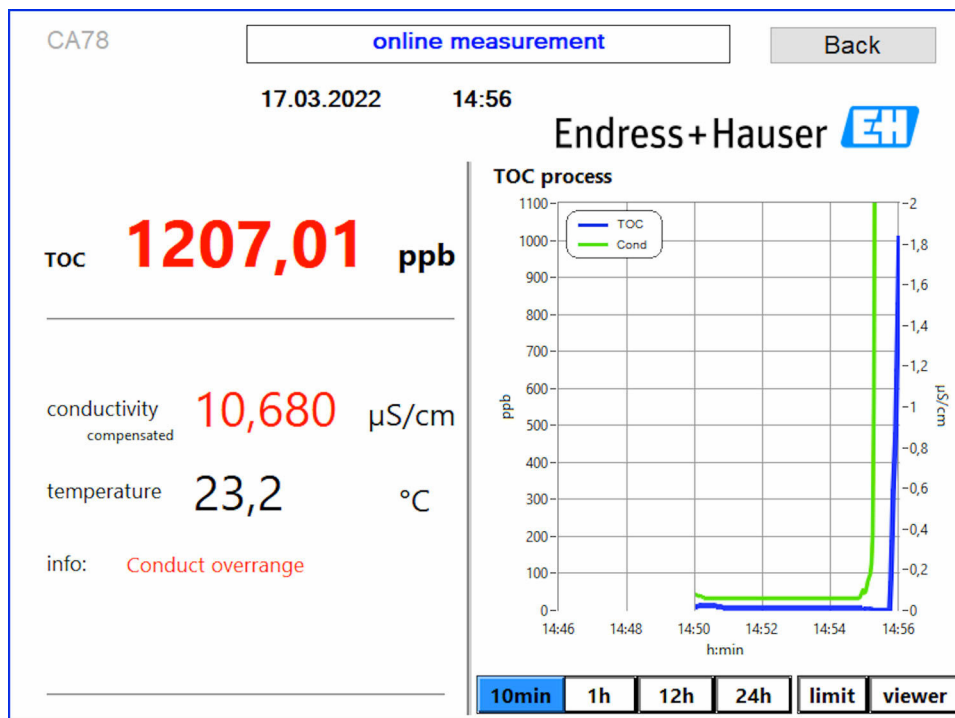 CA78
online measurement
Back
17.03.2022 14:56
Endress+Hauser EH
TOC 1207,01 ppb
conductivity 10,680 µS/cm
compensated
temperature 23,2 °C
info: Conduct overrange
TOC process
TOC
Cond
1100
1000
900
800
700
600
500
400
300
200
100
0
ppb
2
1,8
1,6
1,4
1,2
1
0,8
0,6
0,4
0,2
0
µS/cm
14:46 14:48 14:50 14:52 14:54 14:56
h:min
10min 1h 12h 24h limit viewer